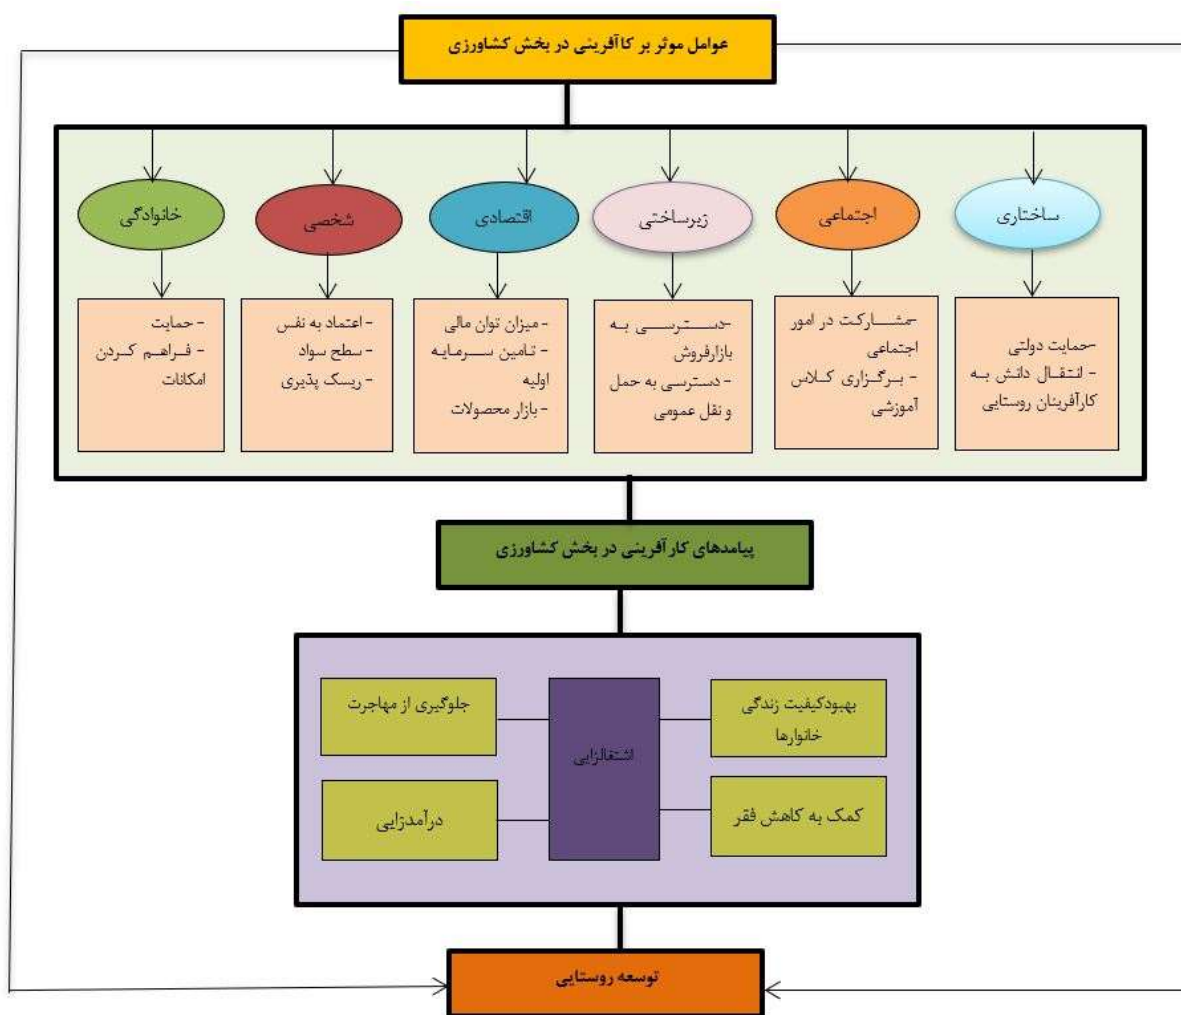 عوامل موثر بر کاآفرینی در بخش کشاورزی
ساختاری
اجتماعی
زیرساختی
اقتصادی
شخصی
خانوادگی
-حمایت دولتی
- انتقال دانش به
کارآفرینان روستایی
-مشارکت در امور
اجتماعی
- برگزاری کلاس
آموزشی
-دسترسی به
بازارفروش
- دسترسی به حمل
و نقل عمومی
- میزان توان مالی
- تامین سرمایه
اولیه
- بازار محصولات
- اعتماد به نفس
- سطح سواد
- ریسک پذیری
- حمایت
- فراهم کردن
امکانات
پیامدهای کارآفرینی در بخش کشاورزی
بهبودکیفیت زندگی
خانوارها
کمک به کاهش فقر
اشتغالزایی
جلوگیری از مهاجرت
درآمدزایی
توسعه روستایی